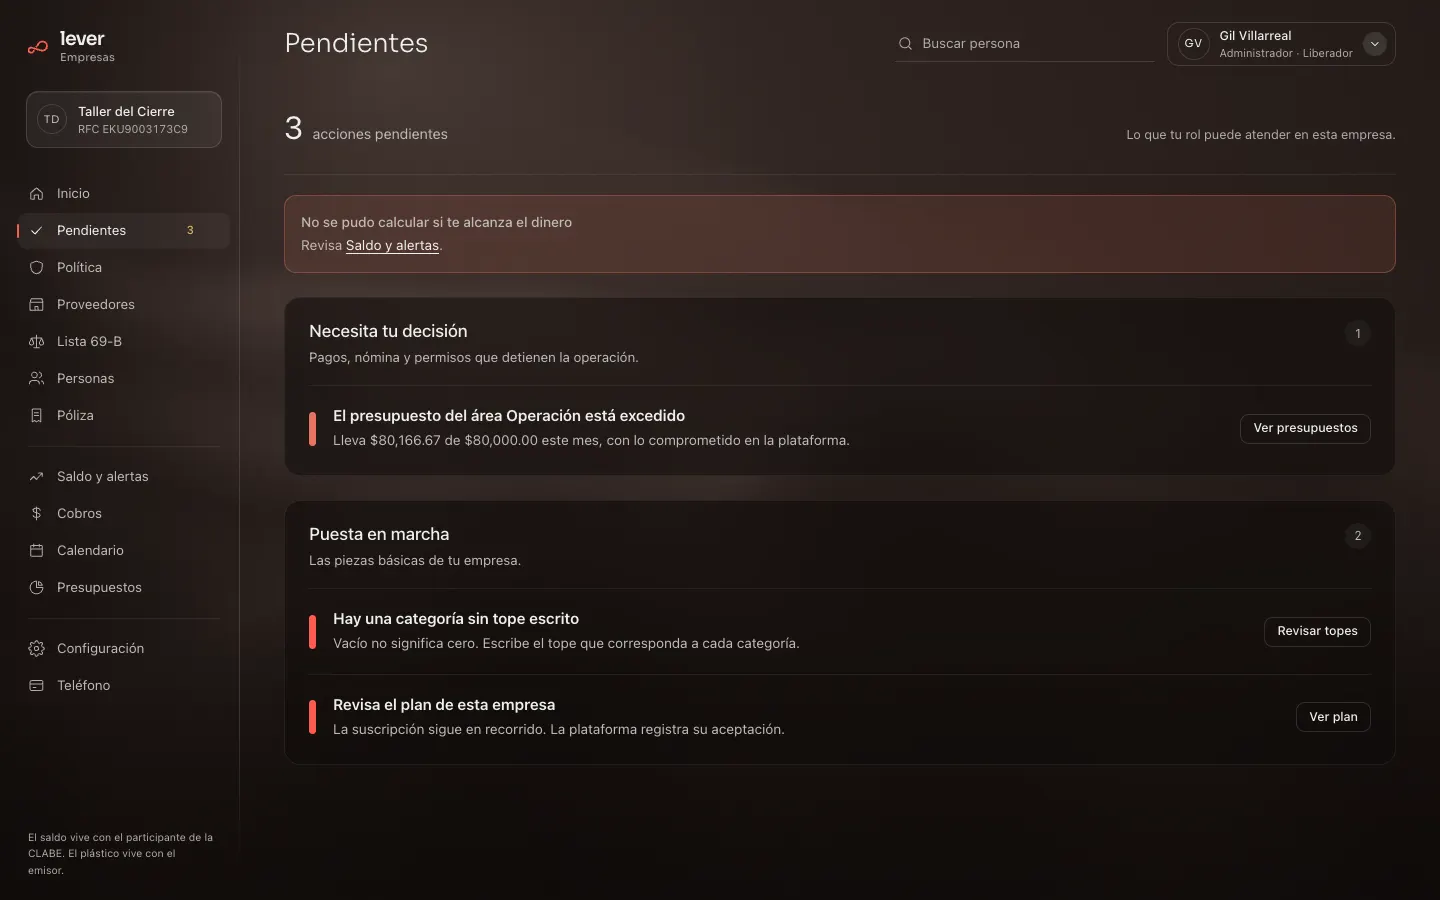 lever
Empresas
TD
Taller del Cierre
RFC EKU9003173C9
Inicio
Pendientes 3
Política
Proveedores
Lista 69-B
Personas
Póliza
Saldo y alertas
Cobros
Calendario
Presupuestos
Configuración
Teléfono
El saldo vive con el participante de la
CLABE. El plástico vive con el
emisor.
Pendientes
Buscar persona
GV
Gil Villarreal
Administrador · Liberador
3 acciones pendientes
Lo que tu rol puede atender en esta empresa.
No se pudo calcular si te alcanza el dinero
Revisa Saldo y alertas.
Necesita tu decisión
1
Pagos, nómina y permisos que detienen la operación.
El presupuesto del área Operación está excedido
Lleva $80,166.67 de $80,000.00 este mes, con lo comprometido en la plataforma.
Ver presupuestos
Puesta en marcha
2
Las piezas básicas de tu empresa.
Hay una categoría sin tope escrito
Vacío no significa cero. Escribe el tope que corresponda a cada categoría.
Revisar topes
Revisa el plan de esta empresa
La suscripción sigue en recorrido. La plataforma registra su aceptación.
Ver plan